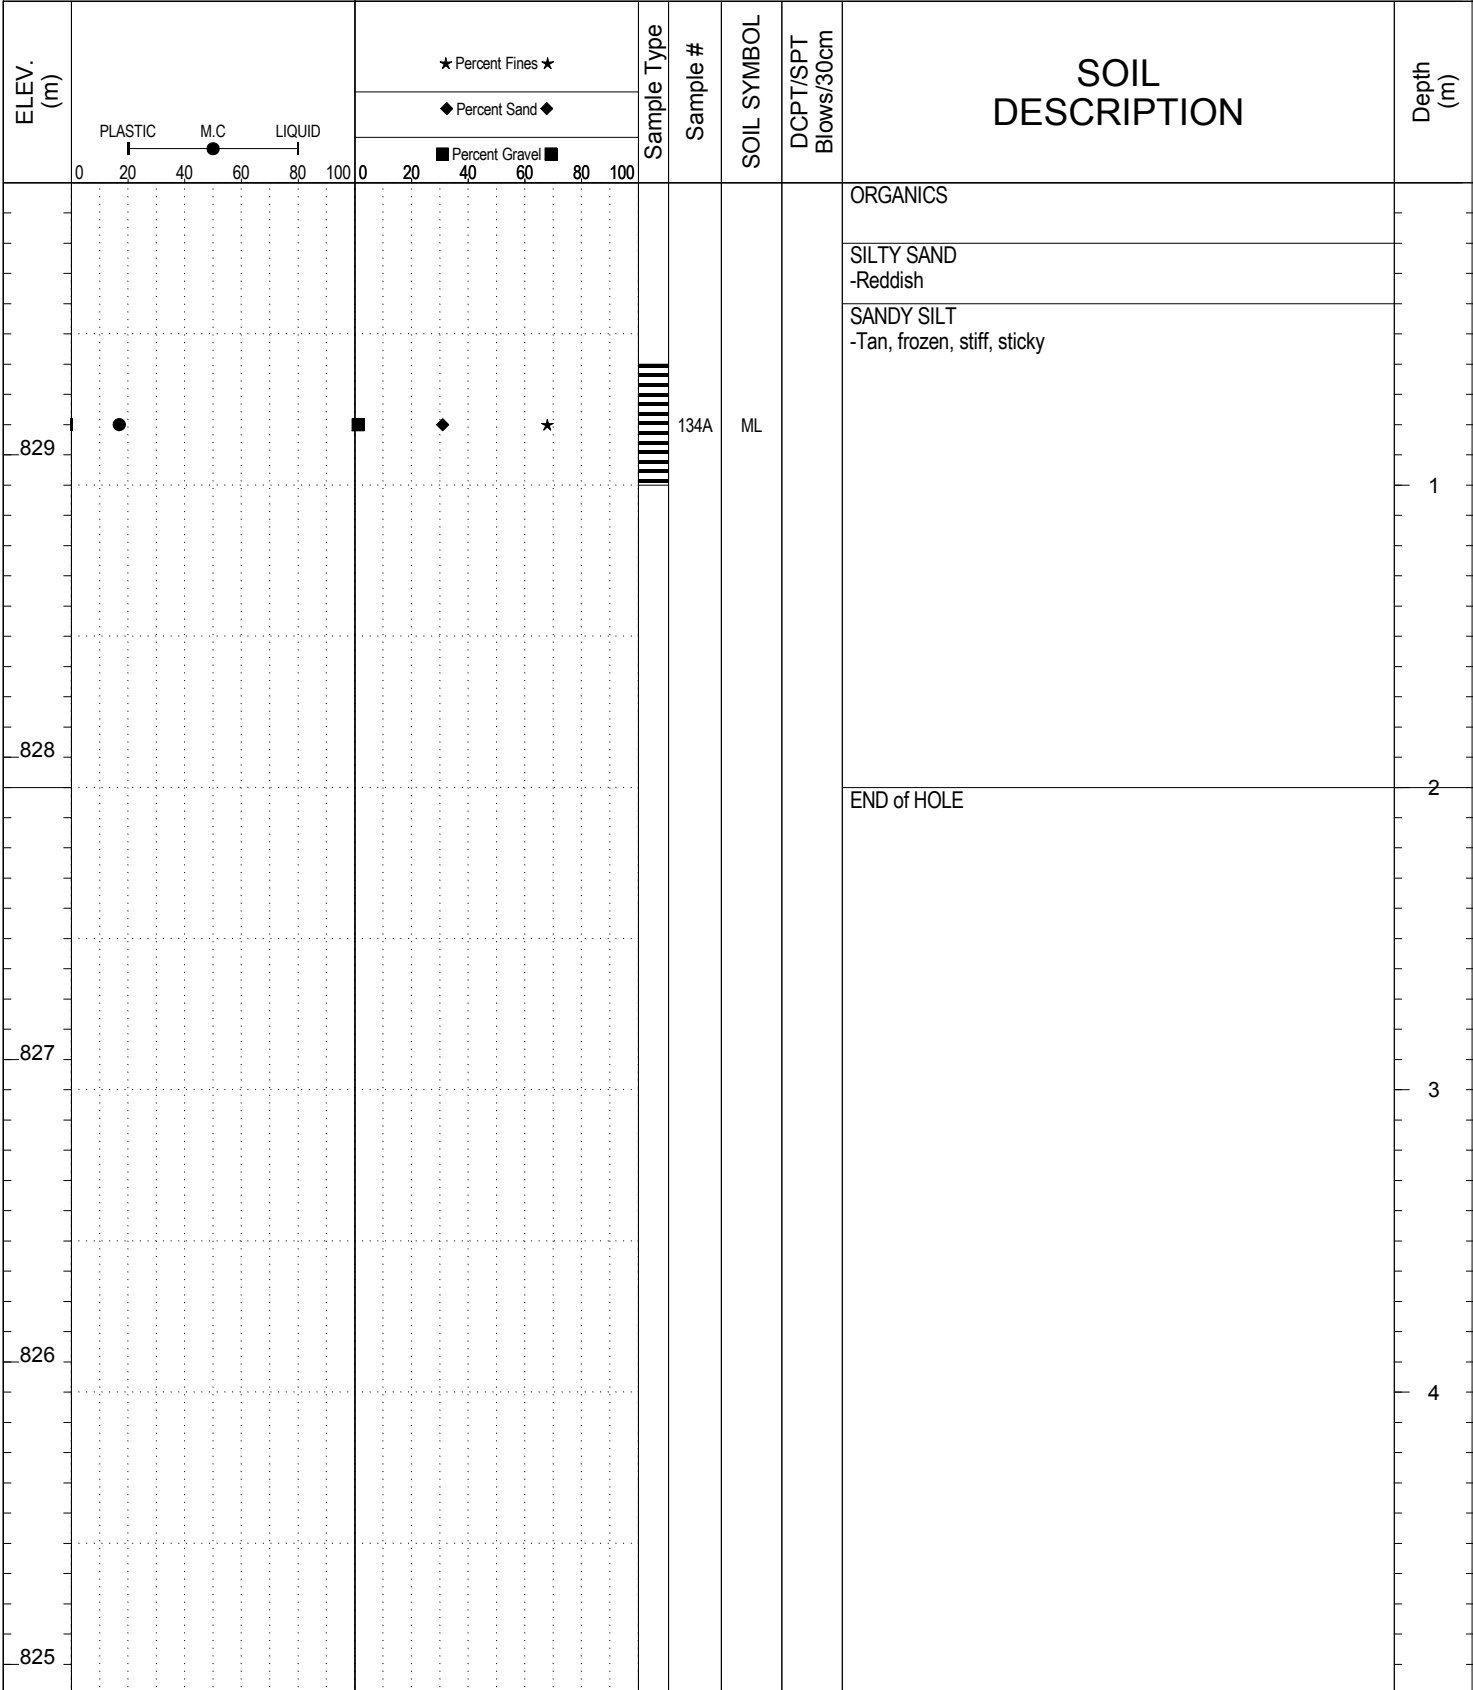 ELEV.
(m)
PLASTIC M.C LIQUID
0 20 40 60 80 100
★ Percent Fines ★
◆ Percent Sand ◆
■ Percent Gravel ■
0 20 40 60 80 100
Sample Type
Sample #
SOIL SYMBOL
DCPT/SPT
Blows/30cm
SOIL
DESCRIPTION
Depth
(m)
ORGANICS
SILTY SAND
-Reddish
SANDY SILT
-Tan, frozen, stiff, sticky
134A ML
829
1
828
2
END of HOLE
827
3
826
4
825